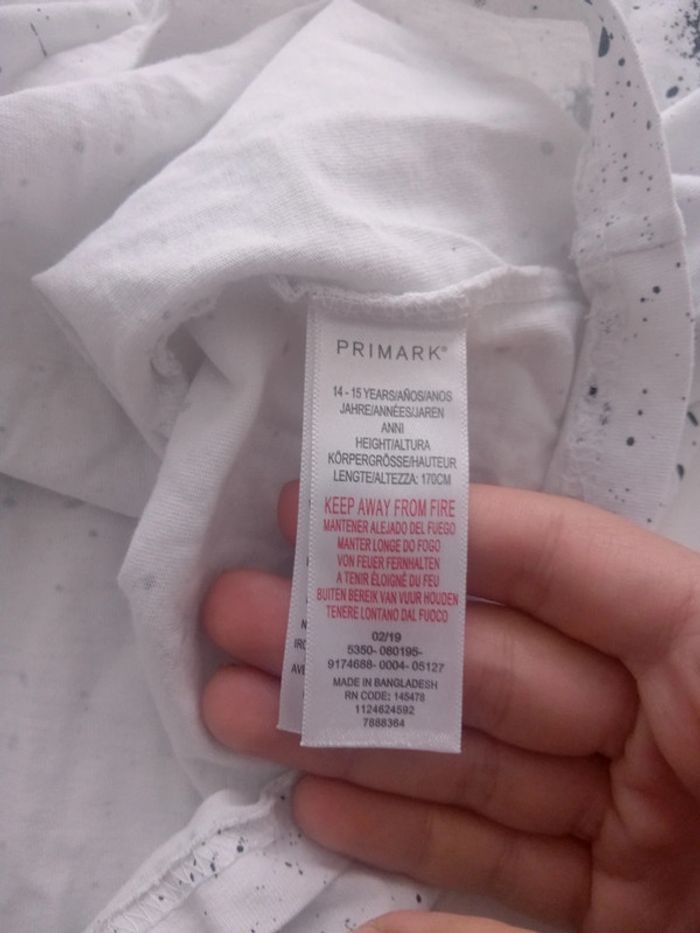 PRIMARK®
14 - 15 YEARS/AÑOS/ANOS
JAHRE/ANNÉES/JAREN
ANNI
HEIGHT/ALTURA
KÖRPERGRÖSSE/HAUTEUR
LENGTE/ALTEZZA: 170CM
KEEP AWAY FROM FIRE
MANTENER ALEJADO DEL FUEGO
MANTER LONGE DO FOGO
VON FEUER FERNHALTEN
A TENIR ÉLOIGNÉ DU FEU
BUITEN BEREIK VAN VUUR HOUDEN
TENERE LONTANO DAL FUOCO
02/19
5350- 080195-
9174688- 0004- 05127
MADE IN BANGLADESH
RN CODE: 145478
1124624592
7888364